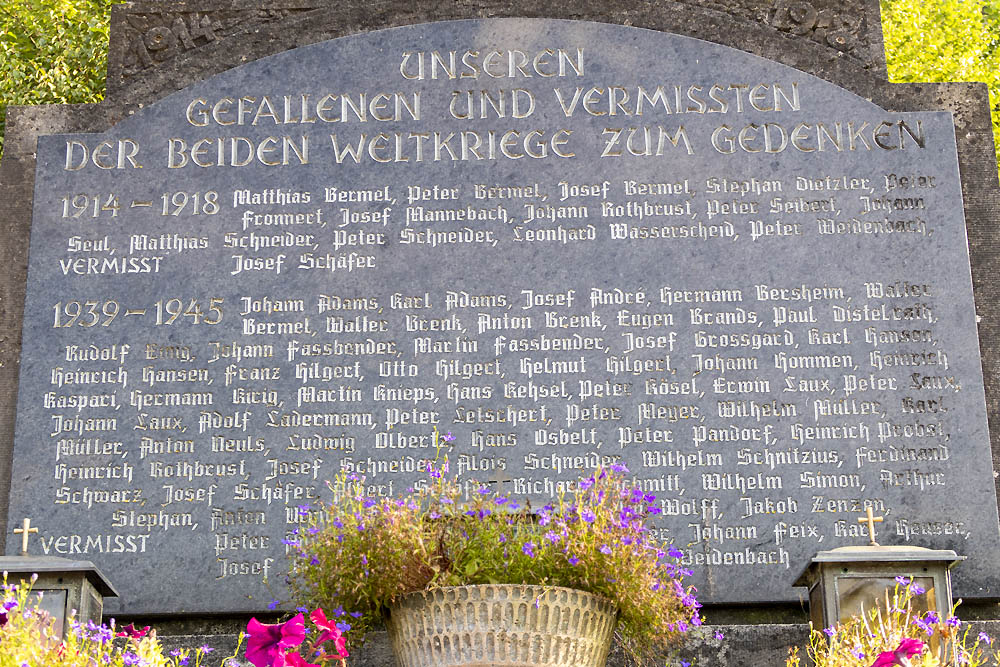 1914 1918
UNSEREN
GEFALLENEN UND VERMISSTEN
DER BEIDEN WELTKRIEGE ZUM GEDENKEN
1914 - 1918 Matthias Bermel, Peter Bermel, Josef Bermel, Stephan Dietzler, Peter
Fronnert, Josef Mannebach, Johann Rothbrust, Peter Seibert, Johann
Seul, Matthias Schneider, Peter Schneider, Leonhard Wasserscheid, Peter Weidenbach,
VERMISST Josef Schäfer
1939 - 1945 Johann Adams, Karl Adams, Josef André, Hermann Bersheim, Walter
Bermel, Walter Brenk, Anton Brenk, Eugen Brands, Paul Distelrath,
Rudolf Johann Fassbender, Martin Fassbender, Josef Grossgard, Karl Hansen,
Heinrich Hansen, Franz Hilgert, Otto Hilgert, Helmut Hilgert, Johann Hommen, Heinrich
Kaspari, Hermann Kirig, Martin Knieps, Hans Kehsel, Peter Kösel, Erwin Laux, Peter Laux,
Johann Laux, Adolf Ladermann, Peter Letschert, Peter Meyer, Wilhelm Müller, Karl
Müller, Anton Neuls, Ludwig Olbertz, Hans Osbelt, Peter Pandorf, Heinrich Probst,
Heinrich Rothbrust, Josef Schneider, Alois Schneider, Wilhelm Schnitzius, Ferdinand
Schwarz, Josef Schäfer, Albert Schäfer, Richard Schmitt, Wilhelm Simon, Arthur
Stephan, Anton Wolff, Jakob Zenzen
VERMISST Peter Johann Feix, Karl Heuser,
Josef Weidenbach